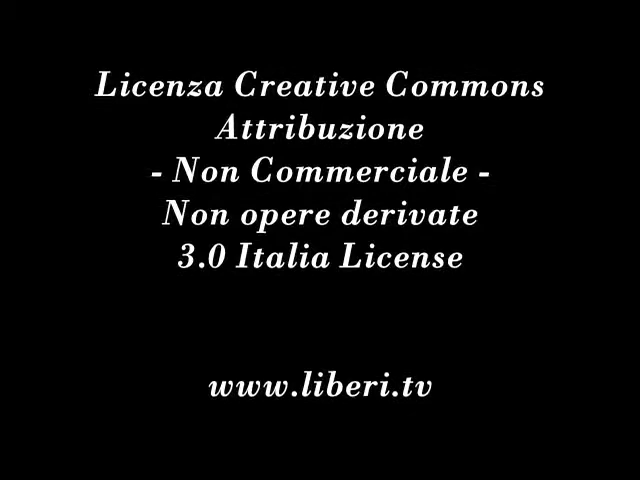 Licenza Creative Commons
Attribuzione
- Non Commerciale -
Non opere derivate
3.0 Italia License
www.liberi.tv